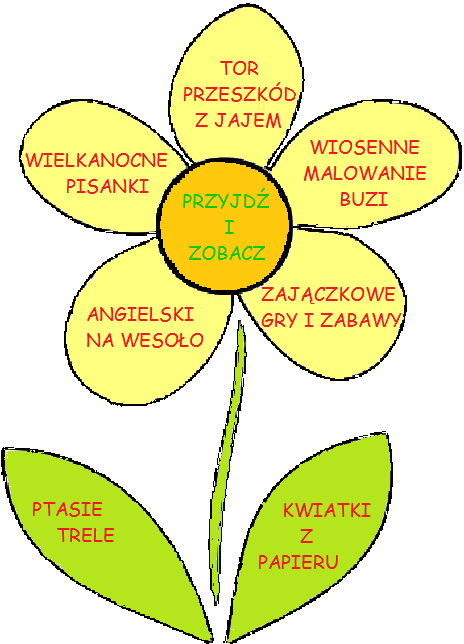 TOR
PRZESZKÓD
Z JAJEM
WIOSENNE
MALOWANIE
BUZI
WIELKANOCNE
PISANKI
PRZYJDŹ
I
ZOBACZ
ZAJĄCZKOWE
GRY I ZABAWY
ANGIELSKI
NA WESOŁO
PTASIE
TRELE
KWIATKI
Z
PAPIERU